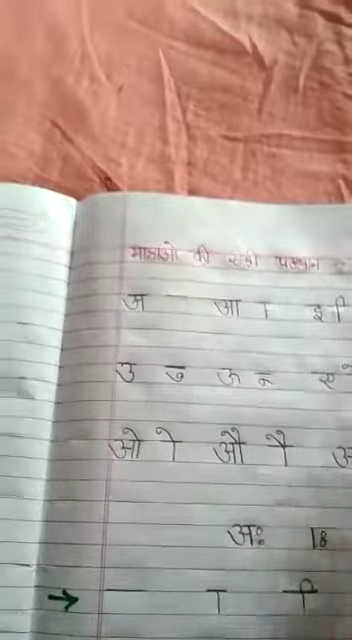 मात्राओं की सही पहचान
अ - आ ा इ ि
उ ु ऊ ू ए े
ओ ो औ ौ अ
अः ः
→ - ा ि